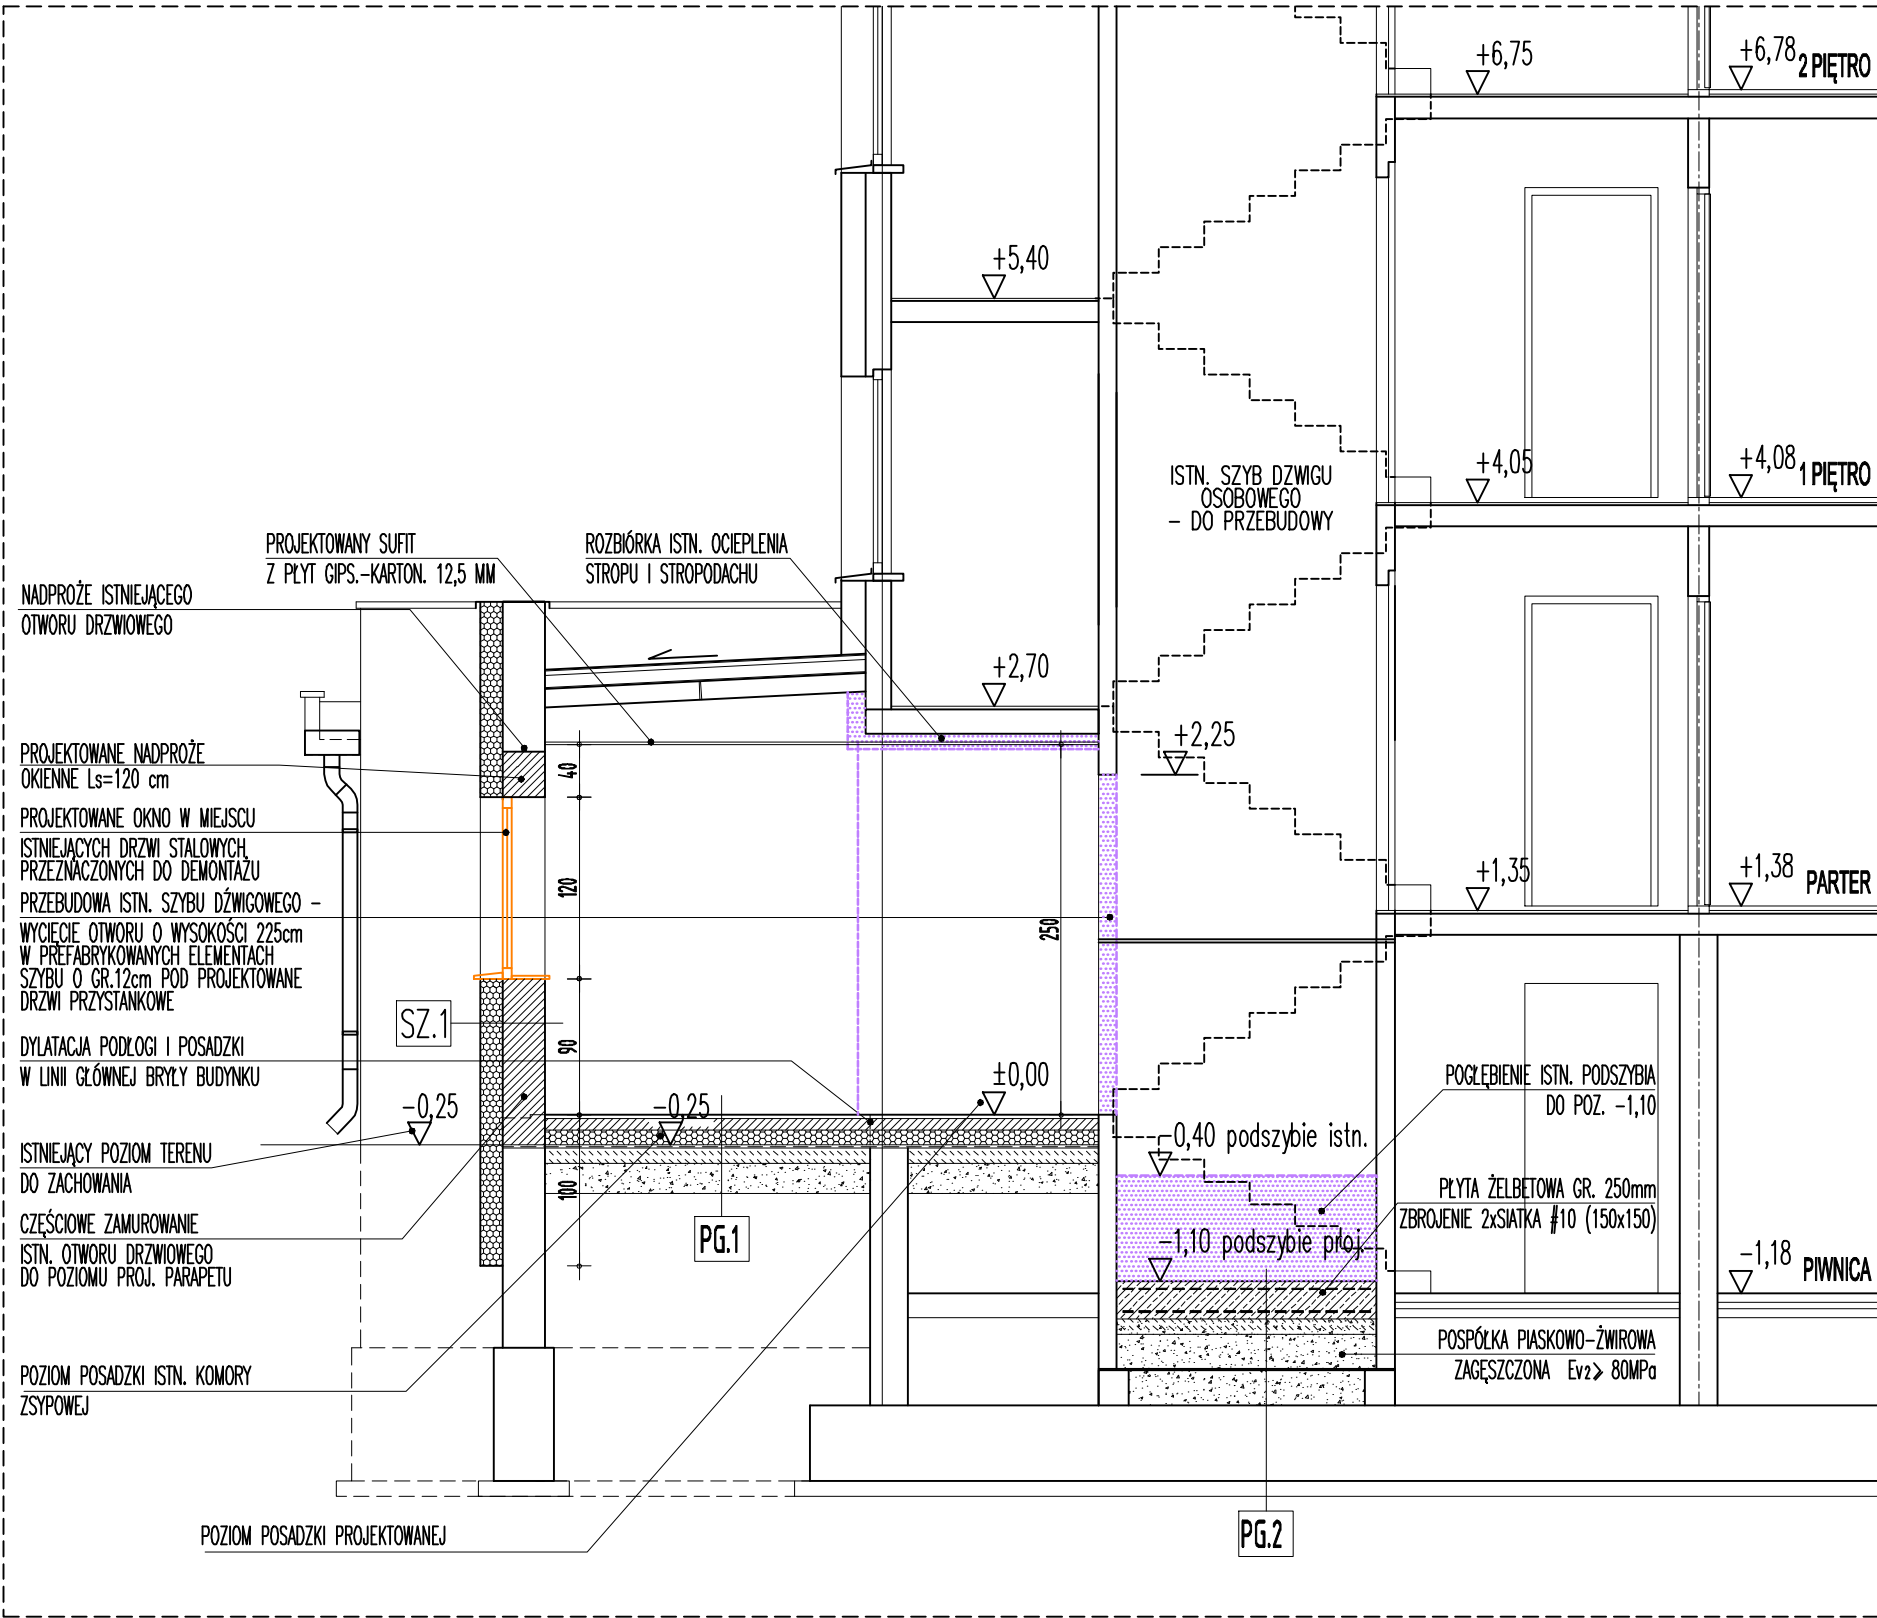 +6,75
+6,78
2 PIĘTRO
+5,40
ISTN. SZYB DZWIGU
OSOBOWEGO
- DO PRZEBUDOWY
+4,05
+4,08
1 PIĘTRO
PROJEKTOWANY SUFIT
Z PŁYT GIPS.-KARTON. 12,5 MM
ROZBIÓRKA ISTN. OCIEPLENIA
STROPU I STROPODACHU
NADPROŻE ISTNIEJĄCEGO
OTWORU DRZWIOWEGO
+2,70
+2,25
PROJEKTOWANE NADPROŻE
OKIENNE Ls=120 cm
40
PROJEKTOWANE OKNO W MIEJSCU
ISTNIEJĄCYCH DRZWI STALOWYCH,
PRZEZNACZONYCH DO DEMONTAŻU
120
+1,35
+1,38
PARTER
PRZEBUDOWA ISTN. SZYBU DŹWIGOWEGO -
WYCIĘCIE OTWORU O WYSOKOŚCI 225cm
W PREFABRYKOWANYCH ELEMENTACH
SZYBU O GR.12cm POD PROJEKTOWANE
DRZWI PRZYSTANKOWE
250
SZ.1
90
DYLATACJA PODŁOGI I POSADZKI
W LINII GŁÓWNEJ BRYŁY BUDYNKU
±0,00
POGŁĘBIENIE ISTN. PODSZYBIA
DO POZ. -1,10
-0,25
-0,25
-0,40 podszybie istn.
ISTNIEJĄCY POZIOM TERENU
DO ZACHOWANIA
100
PŁYTA ŻELBETOWA GR. 250mm
ZBROJENIE 2xSIATKA #10 (150x150)
CZĘŚCIOWE ZAMUROWANIE
ISTN. OTWORU DRZWIOWEGO
DO POZIOMU PROJ. PARAPETU
PG.1
-1,10 podszybie proj.
-1,18
PIWNICA
POSPÓŁKA PIASKOWO-ŻWIROWA
ZAGĘSZCZONA Ev2⩾ 80MPa
POZIOM POSADZKI ISTN. KOMORY
ZSYPOWEJ
POZIOM POSADZKI PROJEKTOWANEJ
PG.2